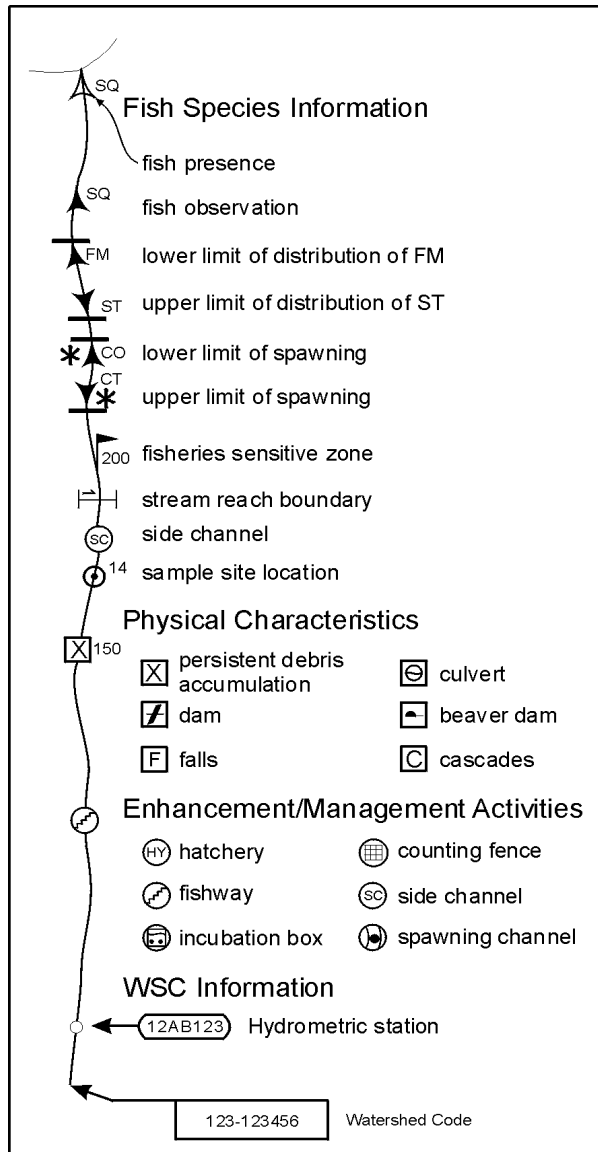 SQ
Fish Species Information
fish presence
SQ
fish observation
FM
lower limit of distribution of FM
ST
upper limit of distribution of ST
CO
lower limit of spawning
CT
upper limit of spawning
200
fisheries sensitive zone
1
stream reach boundary
SC
side channel
14
sample site location
Physical Characteristics
X 150
X persistent debris accumulation
culvert
dam
beaver dam
F falls
C cascades
Enhancement/Management Activities
HY hatchery
counting fence
fishway
SC side channel
incubation box
spawning channel
WSC Information
12AB123 Hydrometric station
123-123456 Watershed Code